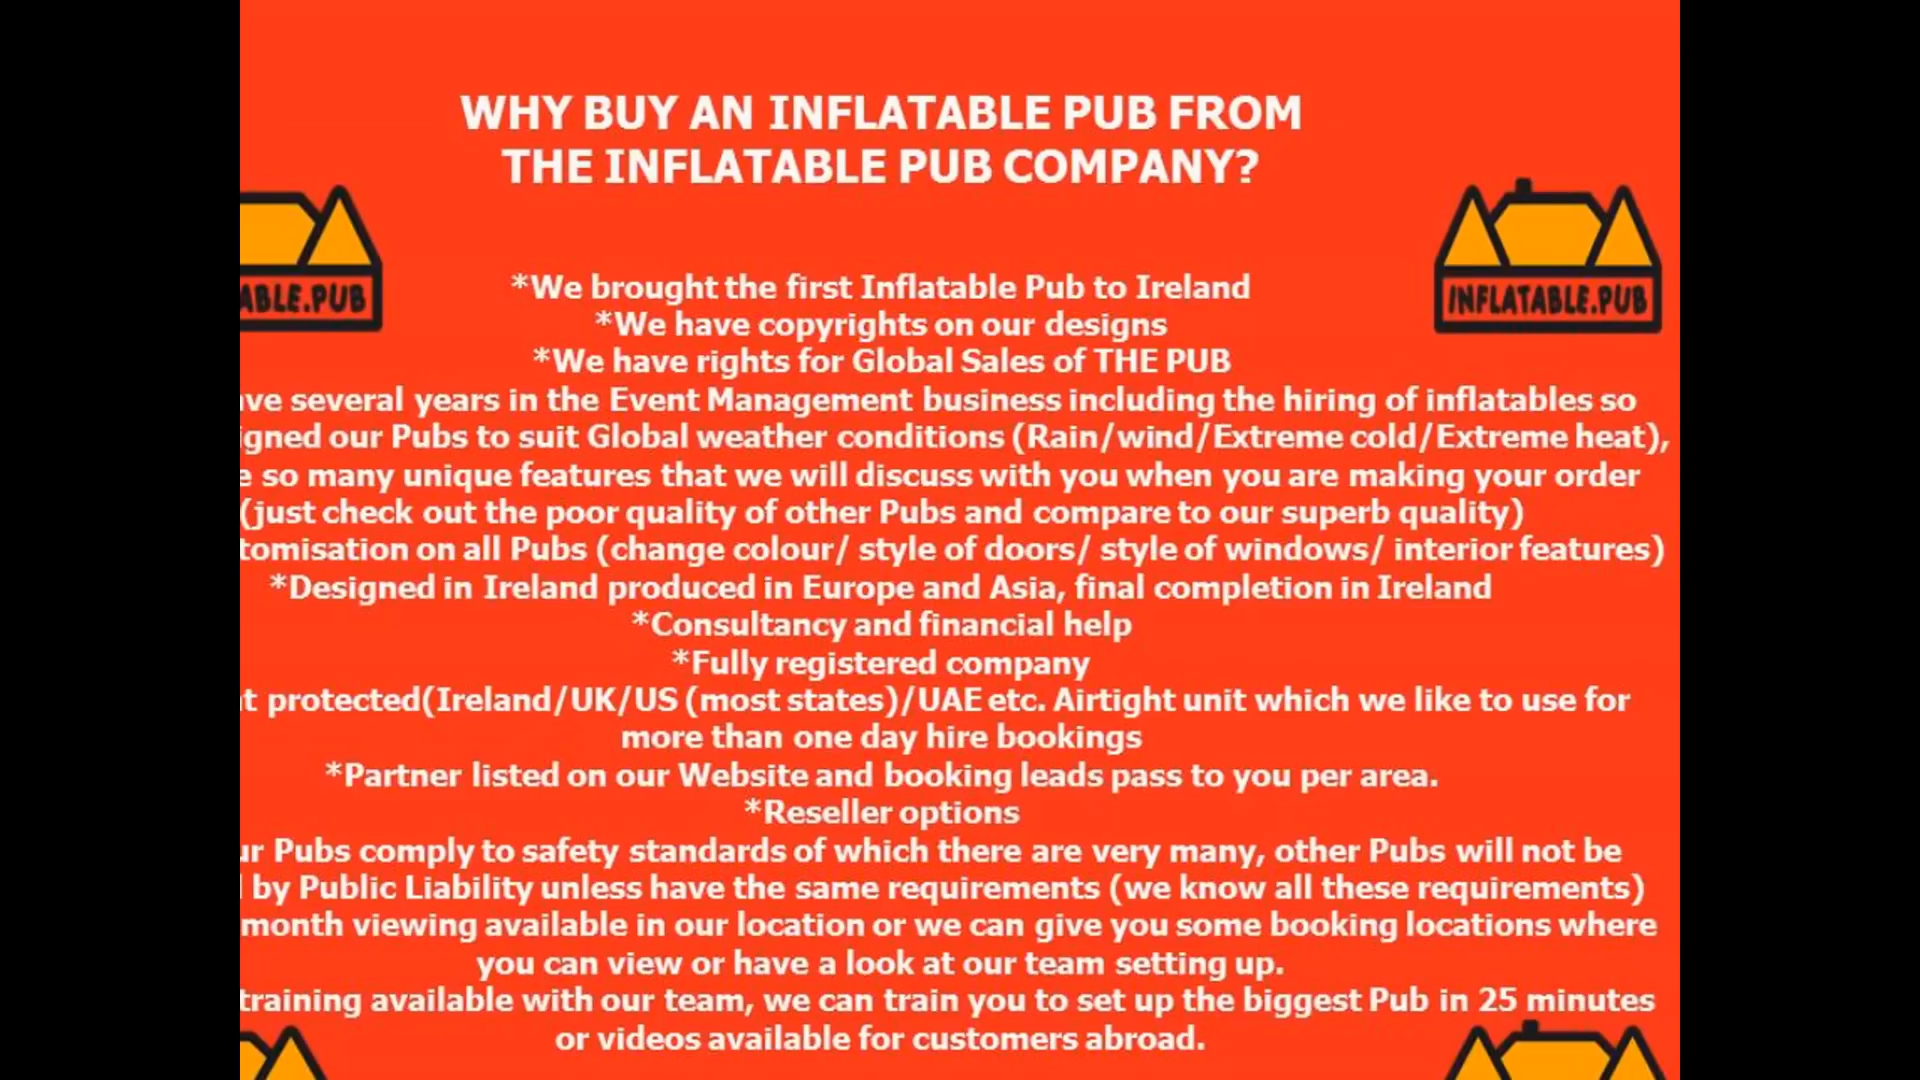 WHY BUY AN INFLATABLE PUB FROM
THE INFLATABLE PUB COMPANY?
ABLE.PUB
INFLATABLE.PUB
*We brought the first Inflatable Pub to Ireland
*We have copyrights on our designs
*We have rights for Global Sales of THE PUB
ve several years in the Event Management business including the hiring of inflatables so
igned our Pubs to suit Global weather conditions (Rain/wind/Extreme cold/Extreme heat),
e so many unique features that we will discuss with you when you are making your order
(just check out the poor quality of other Pubs and compare to our superb quality)
tomisation on all Pubs (change colour/ style of doors/ style of windows/ interior features)
*Designed in Ireland produced in Europe and Asia, final completion in Ireland
*Consultancy and financial help
*Fully registered company
t protected(Ireland/UK/US (most states)/UAE etc. Airtight unit which we like to use for
more than one day hire bookings
*Partner listed on our Website and booking leads pass to you per area.
*Reseller options
ur Pubs comply to safety standards of which there are very many, other Pubs will not be
by Public Liability unless have the same requirements (we know all these requirements)
month viewing available in our location or we can give you some booking locations where
you can view or have a look at our team setting up.
training available with our team, we can train you to set up the biggest Pub in 25 minutes
or videos available for customers abroad.